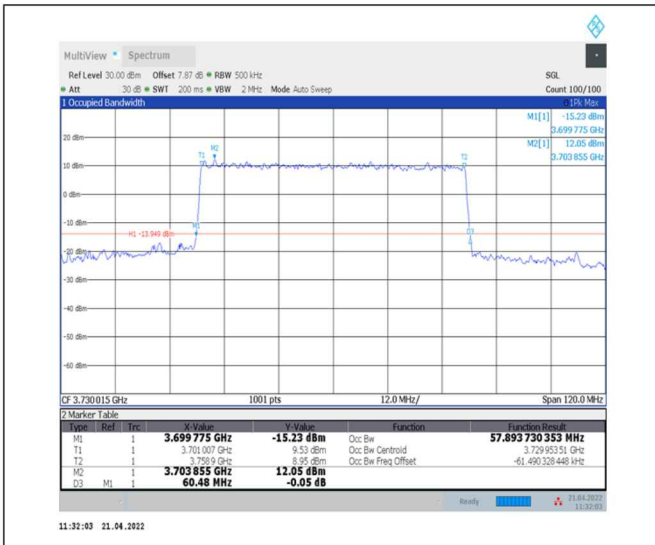 MultiView Spectrum
Ref Level 30.00 dBm Offset 7.87 dB RBW 500 kHz SGL
Att 30 dB SWT 200 ms VBW 2 MHz Mode Auto Sweep Count 100/100
1 Occupied Bandwidth 1Pk Max
M1[1] -15.23 dBm
3.699 775 GHz
M2[1] 12.05 dBm
3.703 855 GHz
20 dBm
T1 M2 T2
10 dBm
0 dBm
-10 dBm
M1
H1 -13.949 dBm
D3
-20 dBm
-30 dBm
-40 dBm
-50 dBm
-60 dBm
CF 3.730 015 GHz 1001 pts 12.0 MHz/ Span 120.0 MHz
2 Marker Table
Type Ref Trc X-Value Y-Value Function Function Result
M1 1 3.699 775 GHz -15.23 dBm Occ Bw 57.893 730 353 MHz
T1 1 3.701 007 GHz 9.53 dBm Occ Bw Centroid 3.729 953 51 GHz
T2 1 3.758 9 GHz 8.95 dBm Occ Bw Freq Offset -61.490 328 448 kHz
M2 1 3.703 855 GHz 12.05 dBm
D3 M1 1 60.48 MHz -0.05 dB
Ready 21.04.2022
11:32:03
11:32:03 21.04.2022